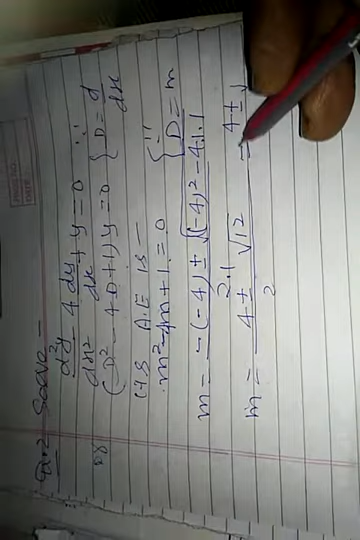 Solve -
d²y/dx² - 4 dy/dx + y = 0
or (D² - 4D + 1) y = 0 { ∵ D = d/dx
its A.E is -
m² - 4m + 1 = 0 { ∵ D = m
m = -(-4) ± √(-4)² - 4.1.1 / 2.1
m = 4 ± √12 / 2 = 4 ±